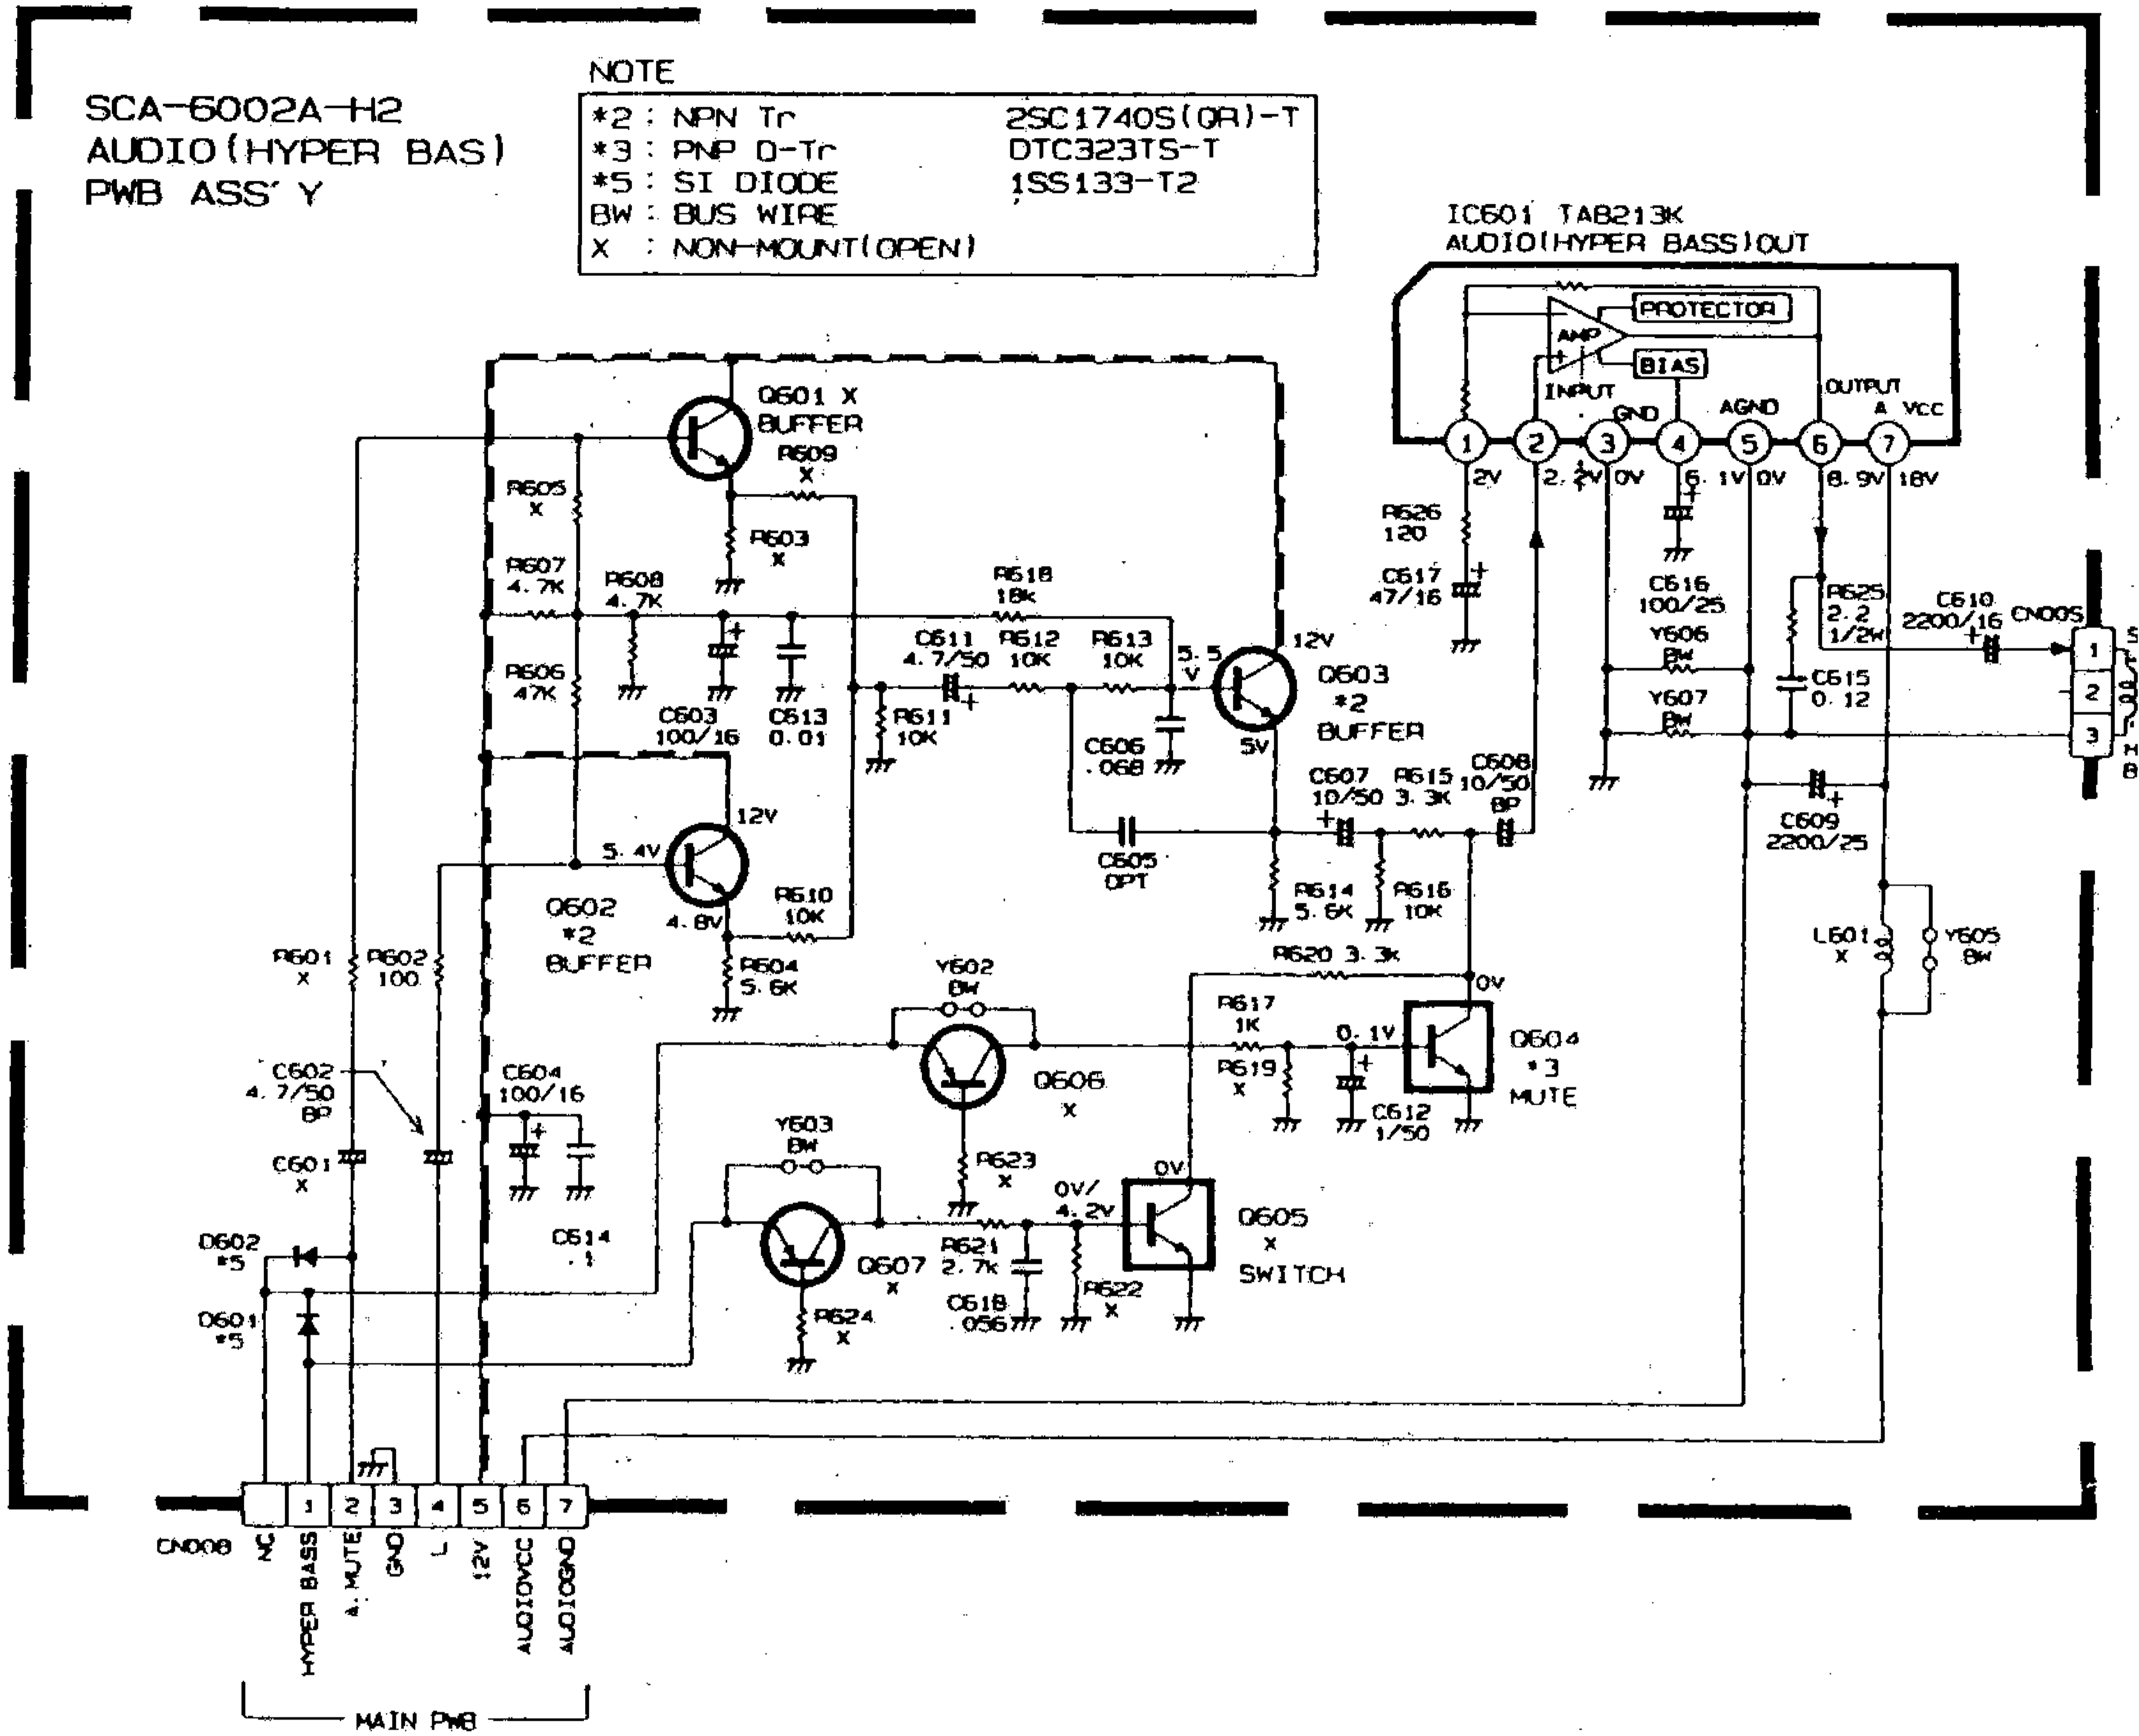 SCA-6002A-H2
AUDIO(HYPER BAS)
PWB ASS'Y
NOTE
*2 : NPN Tr 2SC1740S(QR)-T
*3 : PNP D-Tr DTC323TS-T
*5 : SI DIODE 1SS133-T2
BW : BUS WIRE
X : NON-MOUNT(OPEN)
IC601 TA8213K
AUDIO(HYPER BASS)OUT
PROTECTOR
AMP
BIAS
INPUT
GND
AGND
OUTPUT
A VCC
1
2
3
4
5
6
7
2V
2.2V
0V
6.1V
0V
8.9V
18V
Q601 X
BUFFER
R609
X
R605
X
R603
X
R607
4.7K
R608
4.7K
R618
18K
R606
47K
C603
100/16
C613
0.01
C611
4.7/50
R612
10K
R613
10K
R611
10K
5.5
V
12V
Q603
*2
BUFFER
5V
C606
.068
C605
OPT
C607
10/50
R615
3.3K
C608
10/50
BP
R614
5.6K
R616
10K
R626
120
C617
47/16
C616
100/25
Y606
BW
Y607
BW
R625
2.2
1/2W
C615
0.12
C610
2200/16
CN005
1
2
3
S
H
B
C609
2200/25
L601
X
Y605
BW
12V
5.4V
4.8V
Q602
*2
BUFFER
R610
10K
R604
5.6K
R601
X
R602
100
C602
4.7/50
BP
C601
X
C604
100/16
C614
.1
Y602
BW
Q606
X
R623
X
R620 3.3K
R617
1K
R619
X
0.1V
0V
C612
1/50
Q604
*3
MUTE
Y603
BW
Q607
X
R624
X
R621
2.7K
C618
.056
R622
X
0V/
4.2V
0V
Q605
X
SWITCH
D602
*5
D601
*5
CN008
1
2
3
4
5
6
7
NC
HYPER BASS
A.MUTE
GND
L
12V
AUDIOVCC
AUDIOGND
MAIN PWB